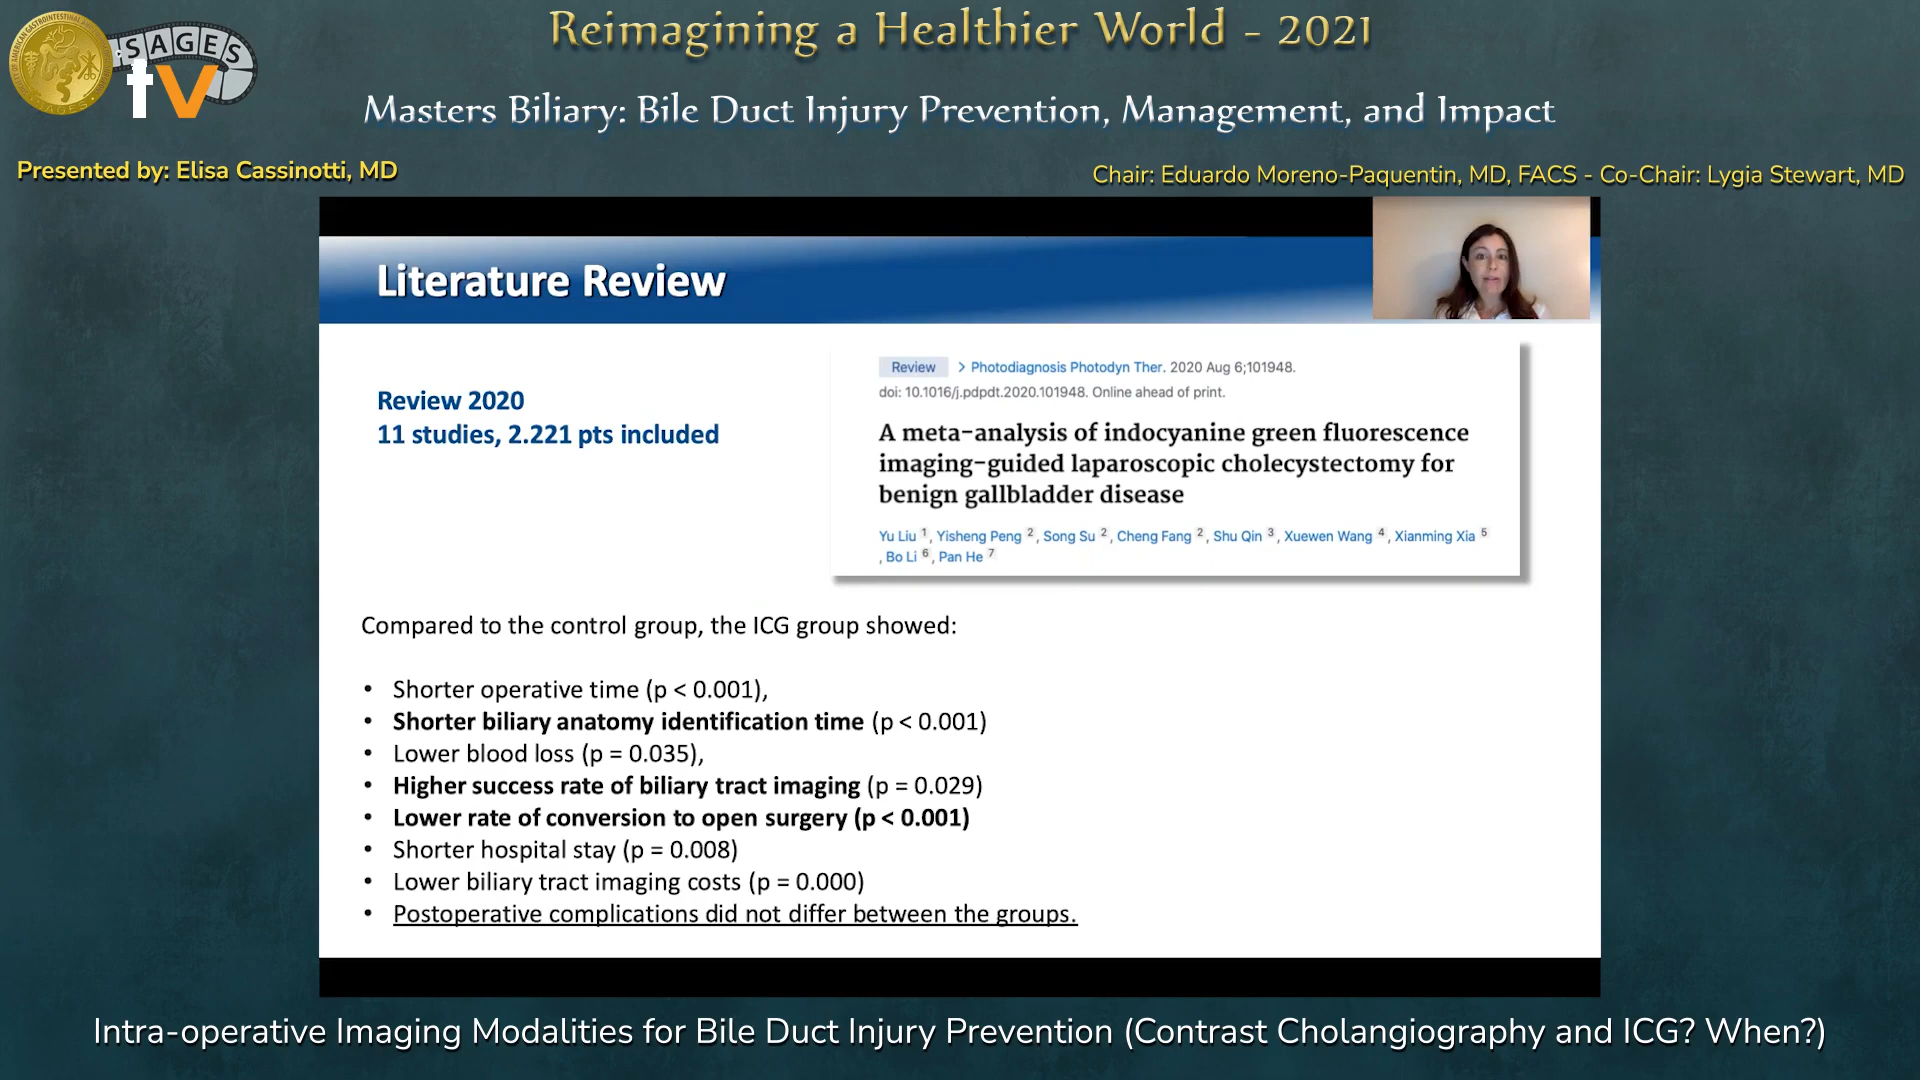 Reimagining a Healthier World - 2021
SAGES
tv
Masters Biliary: Bile Duct Injury Prevention, Management, and Impact
Presented by: Elisa Cassinotti, MD
Chair: Eduardo Moreno-Paquentin, MD, FACS - Co-Chair: Lygia Stewart, MD
Literature Review
Review 2020
11 studies, 2.221 pts included
Review > Photodiagnosis Photodyn Ther. 2020 Aug 6;101948.
doi: 10.1016/j.pdpdt.2020.101948. Online ahead of print.
A meta-analysis of indocyanine green fluorescence
imaging-guided laparoscopic cholecystectomy for
benign gallbladder disease
Yu Liu 1, Yisheng Peng 2, Song Su 2, Cheng Fang 2, Shu Qin 3, Xuewen Wang 4, Xianming Xia 5
, Bo Li 6, Pan He 7
Compared to the control group, the ICG group showed:
• Shorter operative time (p < 0.001),
• Shorter biliary anatomy identification time (p < 0.001)
• Lower blood loss (p = 0.035),
• Higher success rate of biliary tract imaging (p = 0.029)
• Lower rate of conversion to open surgery (p < 0.001)
• Shorter hospital stay (p = 0.008)
• Lower biliary tract imaging costs (p = 0.000)
• Postoperative complications did not differ between the groups.
Intra-operative Imaging Modalities for Bile Duct Injury Prevention (Contrast Cholangiography and ICG? When?)